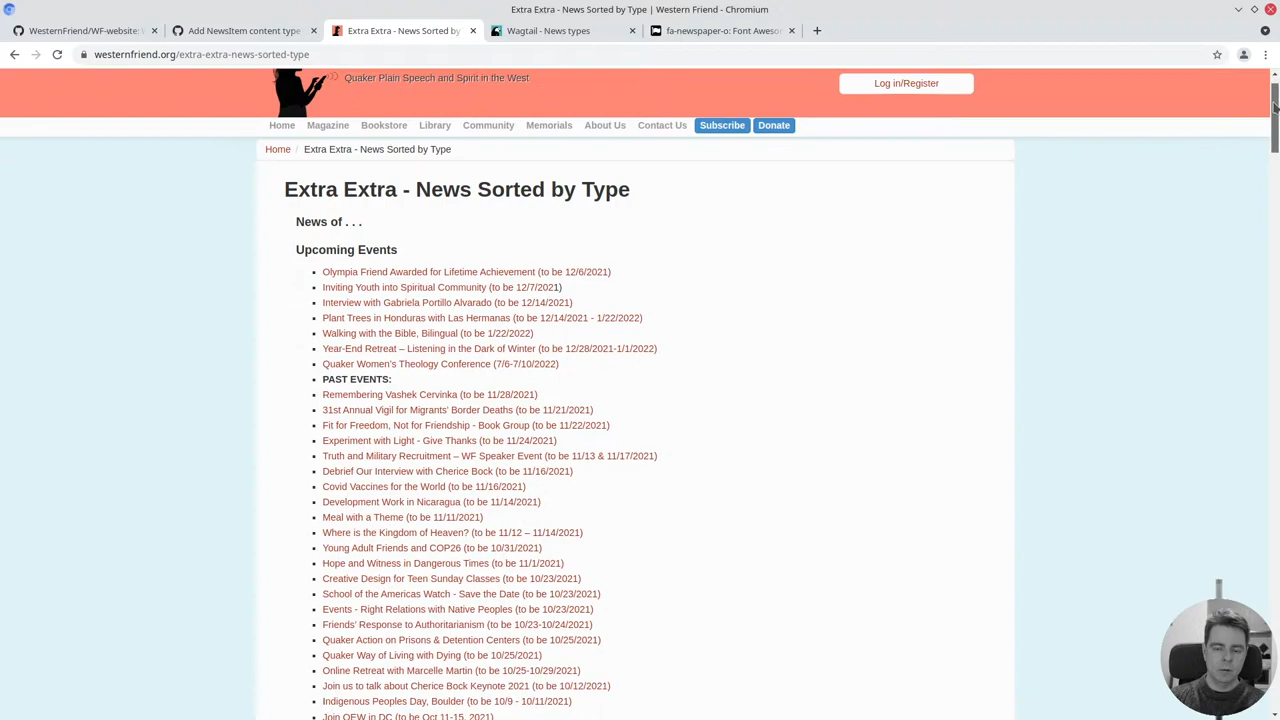 Extra Extra - News Sorted by Type | Western Friend - Chromium
WesternFriend/WF-website:
Add NewsItem content type
Extra Extra - News Sorted by
Wagtail - News types
fa-newspaper-o: Font Aweso
westernfriend.org/extra-extra-news-sorted-type
Quaker Plain Speech and Spirit in the West
Log in/Register
Home Magazine Bookstore Library Community Memorials About Us Contact Us Subscribe Donate
Home / Extra Extra - News Sorted by Type
Extra Extra - News Sorted by Type
News of . . .
Upcoming Events
Olympia Friend Awarded for Lifetime Achievement (to be 12/6/2021)
Inviting Youth into Spiritual Community (to be 12/7/2021)
Interview with Gabriela Portillo Alvarado (to be 12/14/2021)
Plant Trees in Honduras with Las Hermanas (to be 12/14/2021 - 1/22/2022)
Walking with the Bible, Bilingual (to be 1/22/2022)
Year-End Retreat – Listening in the Dark of Winter (to be 12/28/2021-1/1/2022)
Quaker Women's Theology Conference (7/6-7/10/2022)
PAST EVENTS:
Remembering Vashek Cervinka (to be 11/28/2021)
31st Annual Vigil for Migrants' Border Deaths (to be 11/21/2021)
Fit for Freedom, Not for Friendship - Book Group (to be 11/22/2021)
Experiment with Light - Give Thanks (to be 11/24/2021)
Truth and Military Recruitment – WF Speaker Event (to be 11/13 & 11/17/2021)
Debrief Our Interview with Cherice Bock (to be 11/16/2021)
Covid Vaccines for the World (to be 11/16/2021)
Development Work in Nicaragua (to be 11/14/2021)
Meal with a Theme (to be 11/11/2021)
Where is the Kingdom of Heaven? (to be 11/12 – 11/14/2021)
Young Adult Friends and COP26 (to be 10/31/2021)
Hope and Witness in Dangerous Times (to be 11/1/2021)
Creative Design for Teen Sunday Classes (to be 10/23/2021)
School of the Americas Watch - Save the Date (to be 10/23/2021)
Events - Right Relations with Native Peoples (to be 10/23/2021)
Friends' Response to Authoritarianism (to be 10/23-10/24/2021)
Quaker Action on Prisons & Detention Centers (to be 10/25/2021)
Quaker Way of Living with Dying (to be 10/25/2021)
Online Retreat with Marcelle Martin (to be 10/25-10/29/2021)
Join us to talk about Cherice Bock Keynote 2021 (to be 10/12/2021)
Indigenous Peoples Day, Boulder (to be 10/9 - 10/11/2021)
Join QEW in DC (to be Oct 11-15, 2021)